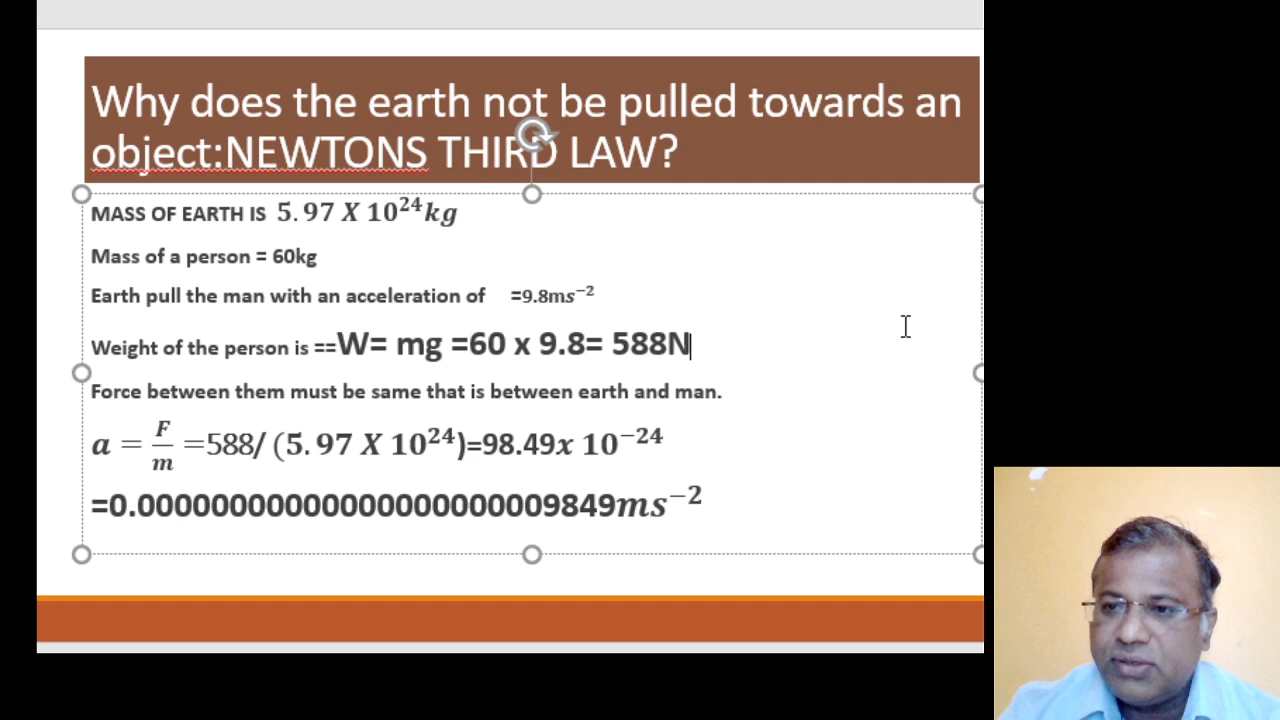 Why does the earth not be pulled towards an
object:NEWTONS THIRD LAW?
MASS OF EARTH IS 5.97 X 10^24 kg
Mass of a person = 60kg
Earth pull the man with an acceleration of =9.8ms^−2
Weight of the person is ==W= mg =60 x 9.8= 588N
Force between them must be same that is between earth and man.
a = F/m =588/ (5.97 X 10^24)=98.49x 10^−24
=0.00000000000000000000009849ms^−2